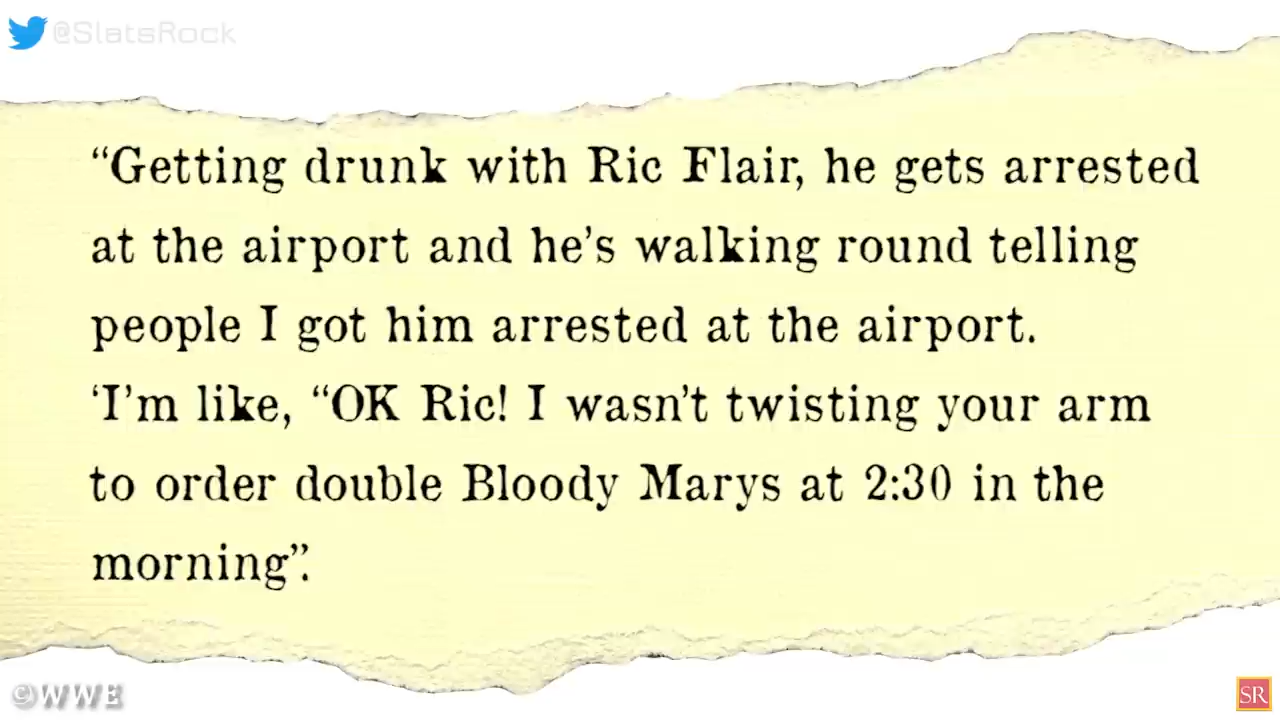 @SlatsRock
“Getting drunk with Ric Flair, he gets arrested
at the airport and he’s walking round telling
people I got him arrested at the airport.
‘I’m like, “OK Ric! I wasn’t twisting your arm
to order double Bloody Marys at 2:30 in the
morning”.
©WWE
SR